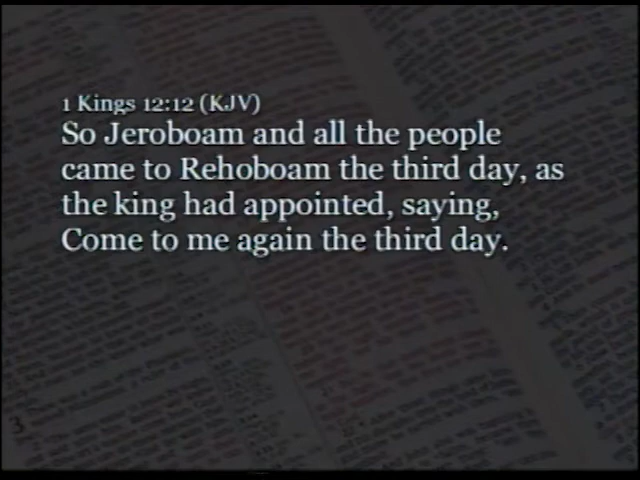 1 Kings 12:12 (KJV)
So Jeroboam and all the people
came to Rehoboam the third day, as
the king had appointed, saying,
Come to me again the third day.